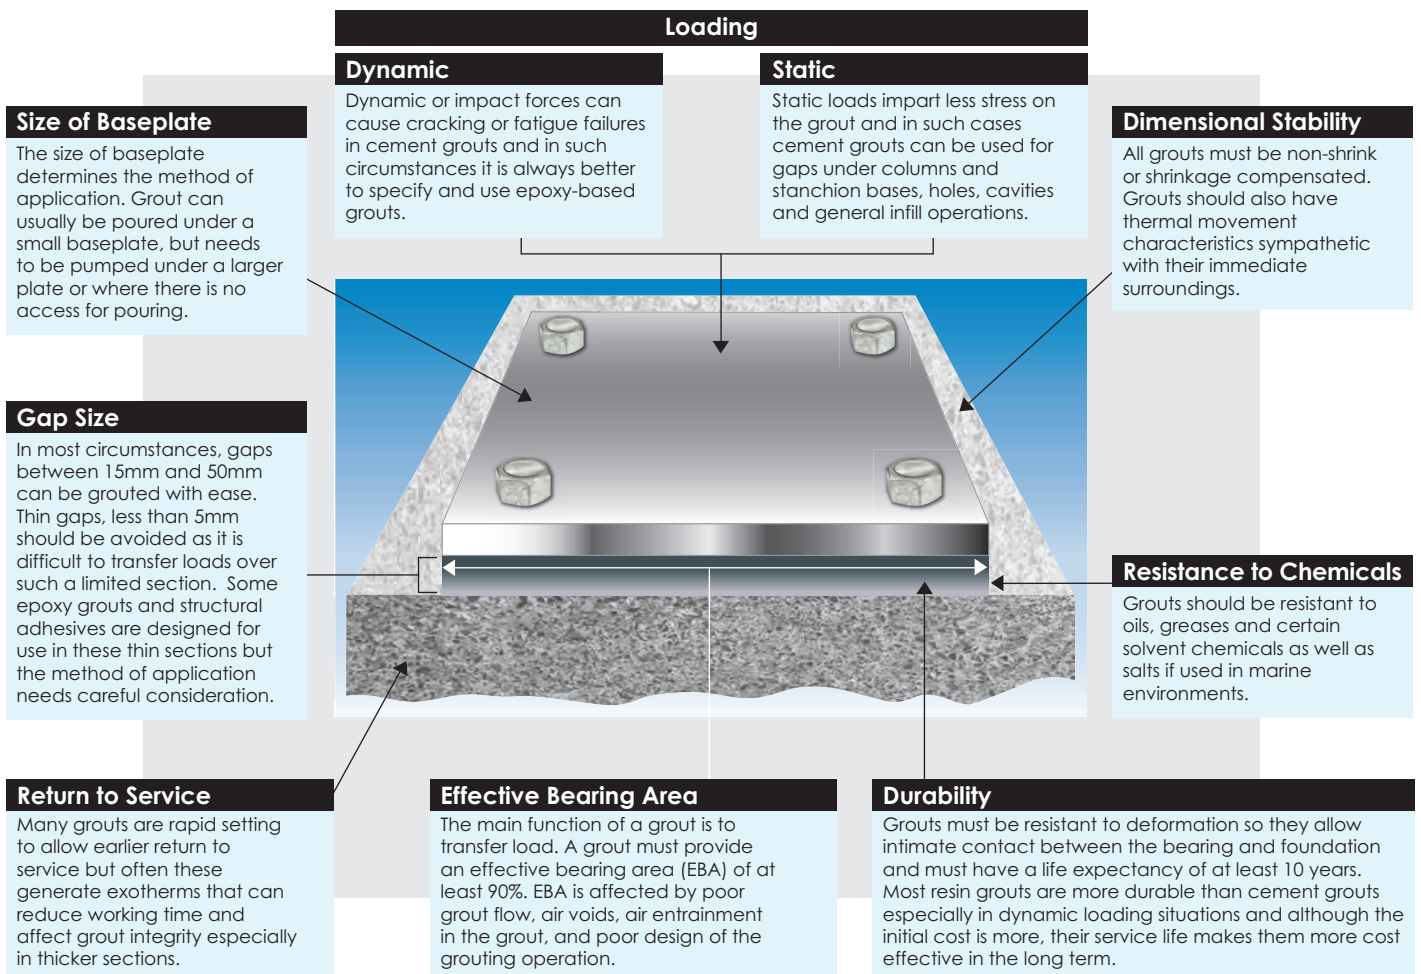 Loading
Dynamic
Dynamic or impact forces can
cause cracking or fatigue failures
in cement grouts and in such
circumstances it is always better
to specify and use epoxy-based
grouts.
Static
Static loads impart less stress on
the grout and in such cases
cement grouts can be used for
gaps under columns and
stanchion bases, holes, cavities
and general infill operations.
Size of Baseplate
The size of baseplate
determines the method of
application. Grout can
usually be poured under a
small baseplate, but needs
to be pumped under a larger
plate or where there is no
access for pouring.
Dimensional Stability
All grouts must be non-shrink
or shrinkage compensated.
Grouts should also have
thermal movement
characteristics sympathetic
with their immediate
surroundings.
Gap Size
In most circumstances, gaps
between 15mm and 50mm
can be grouted with ease.
Thin gaps, less than 5mm
should be avoided as it is
difficult to transfer loads over
such a limited section. Some
epoxy grouts and structural
adhesives are designed for
use in these thin sections but
the method of application
needs careful consideration.
Resistance to Chemicals
Grouts should be resistant to
oils, greases and certain
solvent chemicals as well as
salts if used in marine
environments.
Return to Service
Many grouts are rapid setting
to allow earlier return to
service but often these
generate exotherms that can
reduce working time and
affect grout integrity especially
in thicker sections.
Effective Bearing Area
The main function of a grout is to
transfer load. A grout must provide
an effective bearing area (EBA) of at
least 90%. EBA is affected by poor
grout flow, air voids, air entrainment
in the grout, and poor design of the
grouting operation.
Durability
Grouts must be resistant to deformation so they allow
intimate contact between the bearing and foundation
and must have a life expectancy of at least 10 years.
Most resin grouts are more durable than cement grouts
especially in dynamic loading situations and although the
initial cost is more, their service life makes them more cost
effective in the long term.